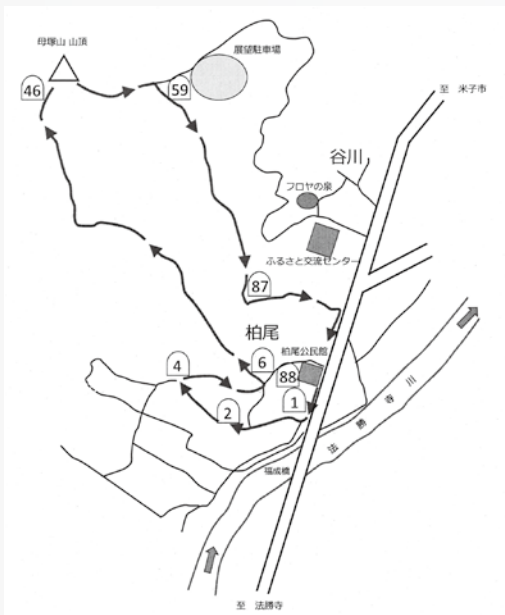 母塚山 山頂
展望駐車場
46
59
至 米子市
谷川
フロヤの泉
ふるさと交流センター
87
柏尾
柏尾公民館
4
6
88
2
1
法勝寺川
福成橋
至 法勝寺